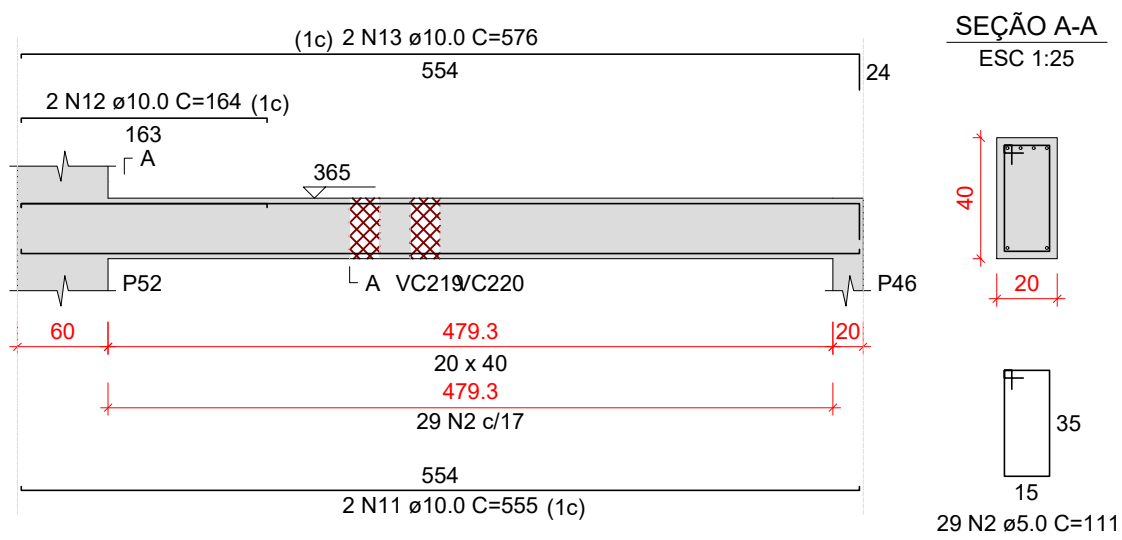 (1c) 2 N13 ø10.0 C=576
554
24
2 N12 ø10.0 C=164 (1c)
163
A
365
P52
A
VC219
VC220
P46
60
479.3
20
20 x 40
479.3
29 N2 c/17
554
2 N11 ø10.0 C=555 (1c)
SEÇÃO A-A
ESC 1:25
40
20
35
15
29 N2 ø5.0 C=111